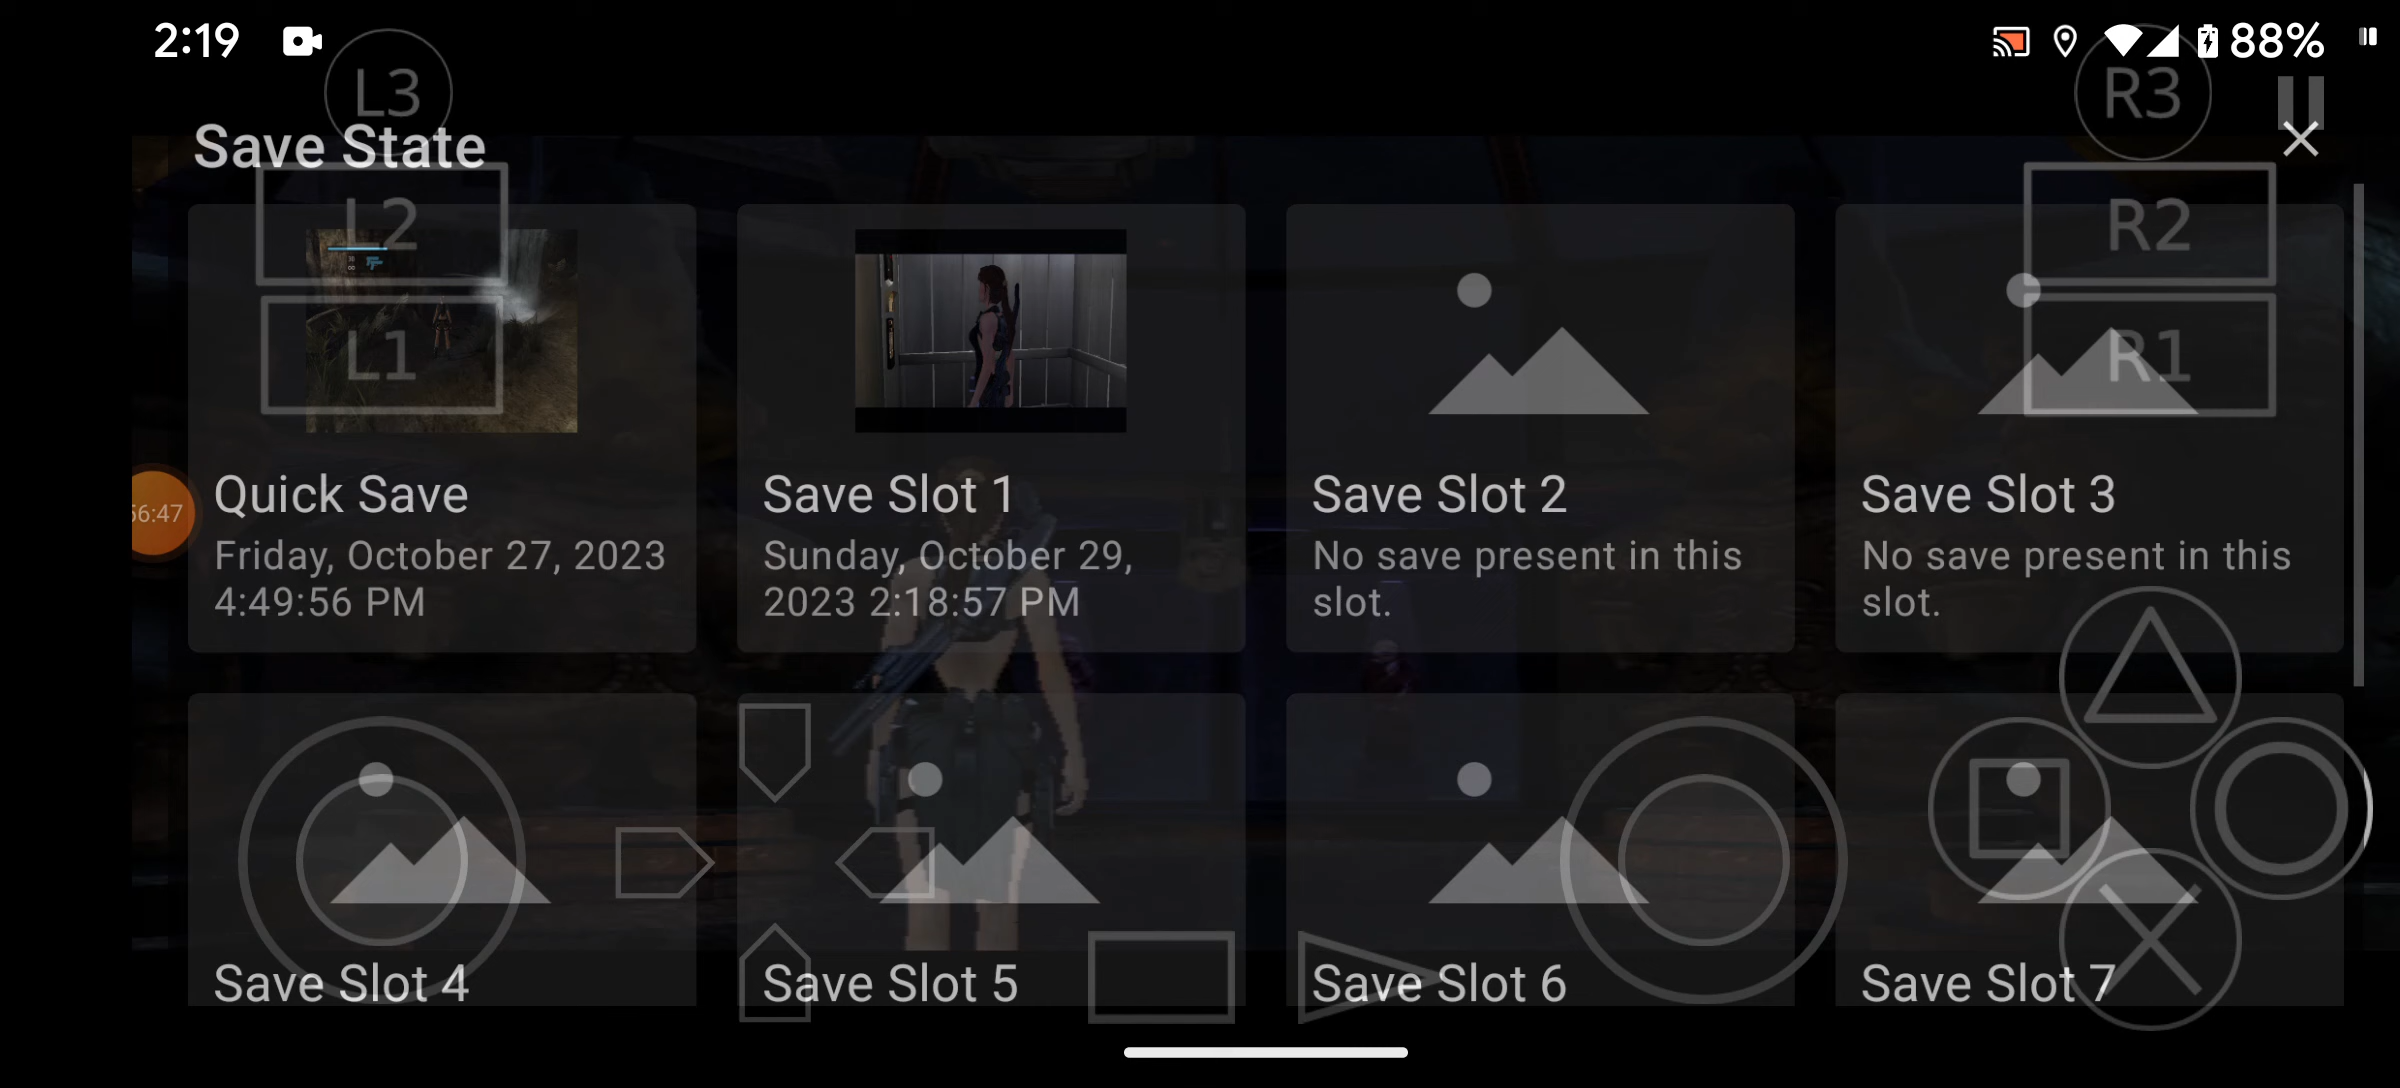 2:19
88%
L3
R3
Save State
L2
R2
L1
R1
56:47
Quick Save
Friday, October 27, 2023
4:49:56 PM
Save Slot 1
Sunday, October 29,
2023 2:18:57 PM
Save Slot 2
No save present in this
slot.
Save Slot 3
No save present in this
slot.
Save Slot 4
Save Slot 5
Save Slot 6
Save Slot 7